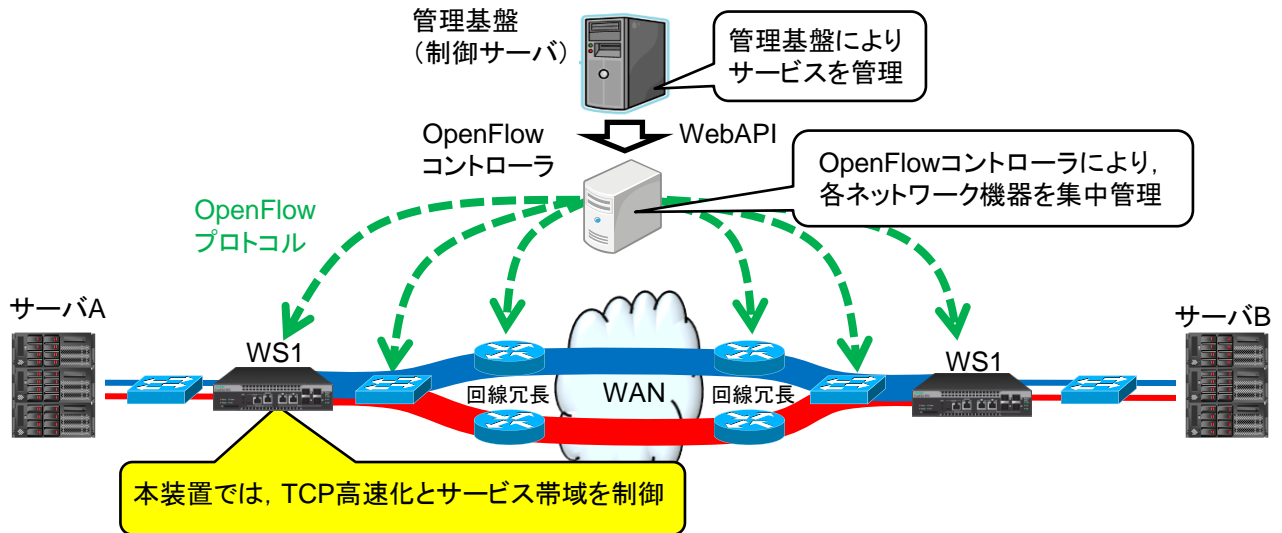 管理基盤
(制御サーバ)
管理基盤により
サービスを管理
OpenFlow
コントローラ
WebAPI
OpenFlowコントローラにより,
各ネットワーク機器を集中管理
OpenFlow
プロトコル
サーバA
サーバB
WS1
WS1
回線冗長
WAN
回線冗長
本装置では, TCP高速化とサービス帯域を制御